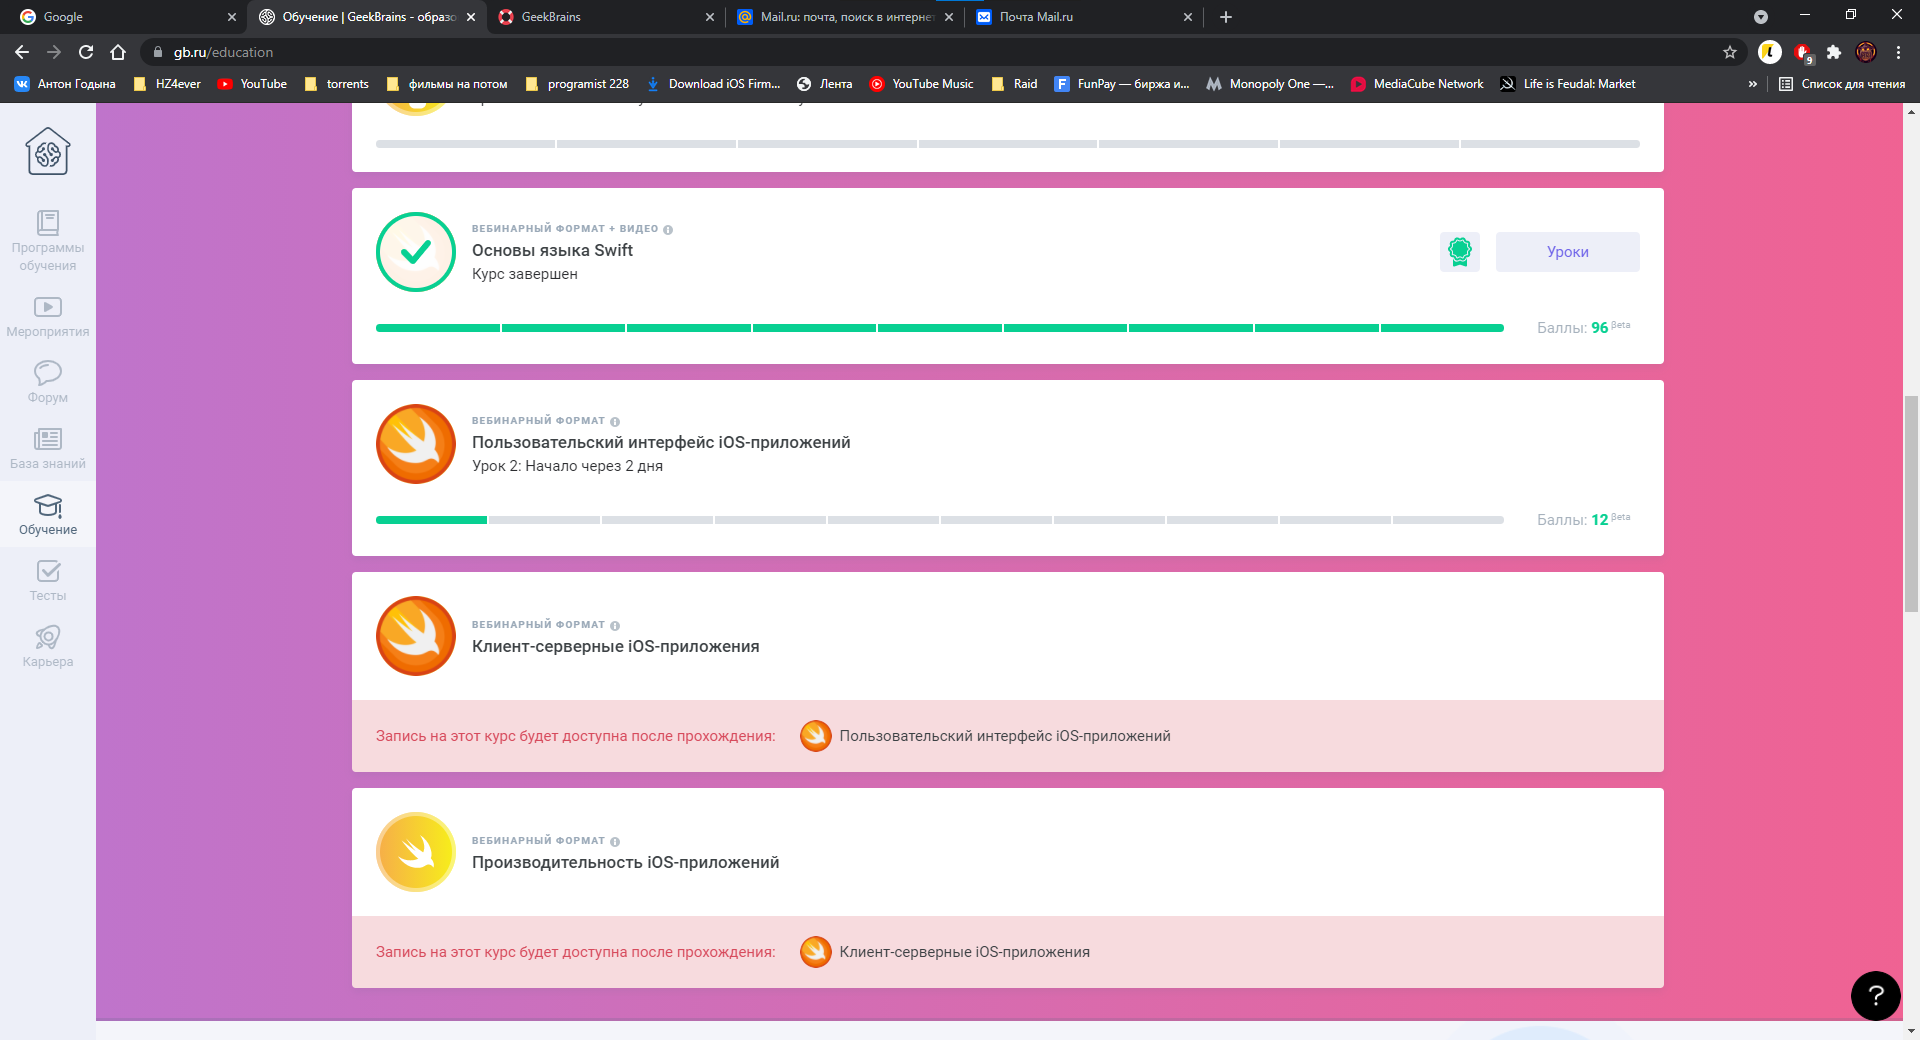 Google
Обучение | GeekBrains - образо
GeekBrains
Mail.ru: почта, поиск в интернет
Почта Mail.ru
gb.ru/education
9
Антон Годына
HZ4ever
YouTube
torrents
фильмы на потом
programist 228
Download iOS Firm...
Лента
YouTube Music
Raid
FunPay — биржа и...
Monopoly One —...
MediaCube Network
Life is Feudal: Market
»
Список для чтения
Программы
обучения
Мероприятия
Форум
База знаний
Обучение
Тесты
Карьера
ВЕБИНАРНЫЙ ФОРМАТ + ВИДЕО
Основы языка Swift
Курс завершен
Уроки
Баллы: 96 βeta
ВЕБИНАРНЫЙ ФОРМАТ
Пользовательский интерфейс iOS-приложений
Урок 2: Начало через 2 дня
Баллы: 12 βeta
ВЕБИНАРНЫЙ ФОРМАТ
Клиент-серверные iOS-приложения
Запись на этот курс будет доступна после прохождения:
Пользовательский интерфейс iOS-приложений
ВЕБИНАРНЫЙ ФОРМАТ
Производительность iOS-приложений
Запись на этот курс будет доступна после прохождения:
Клиент-серверные iOS-приложения
?